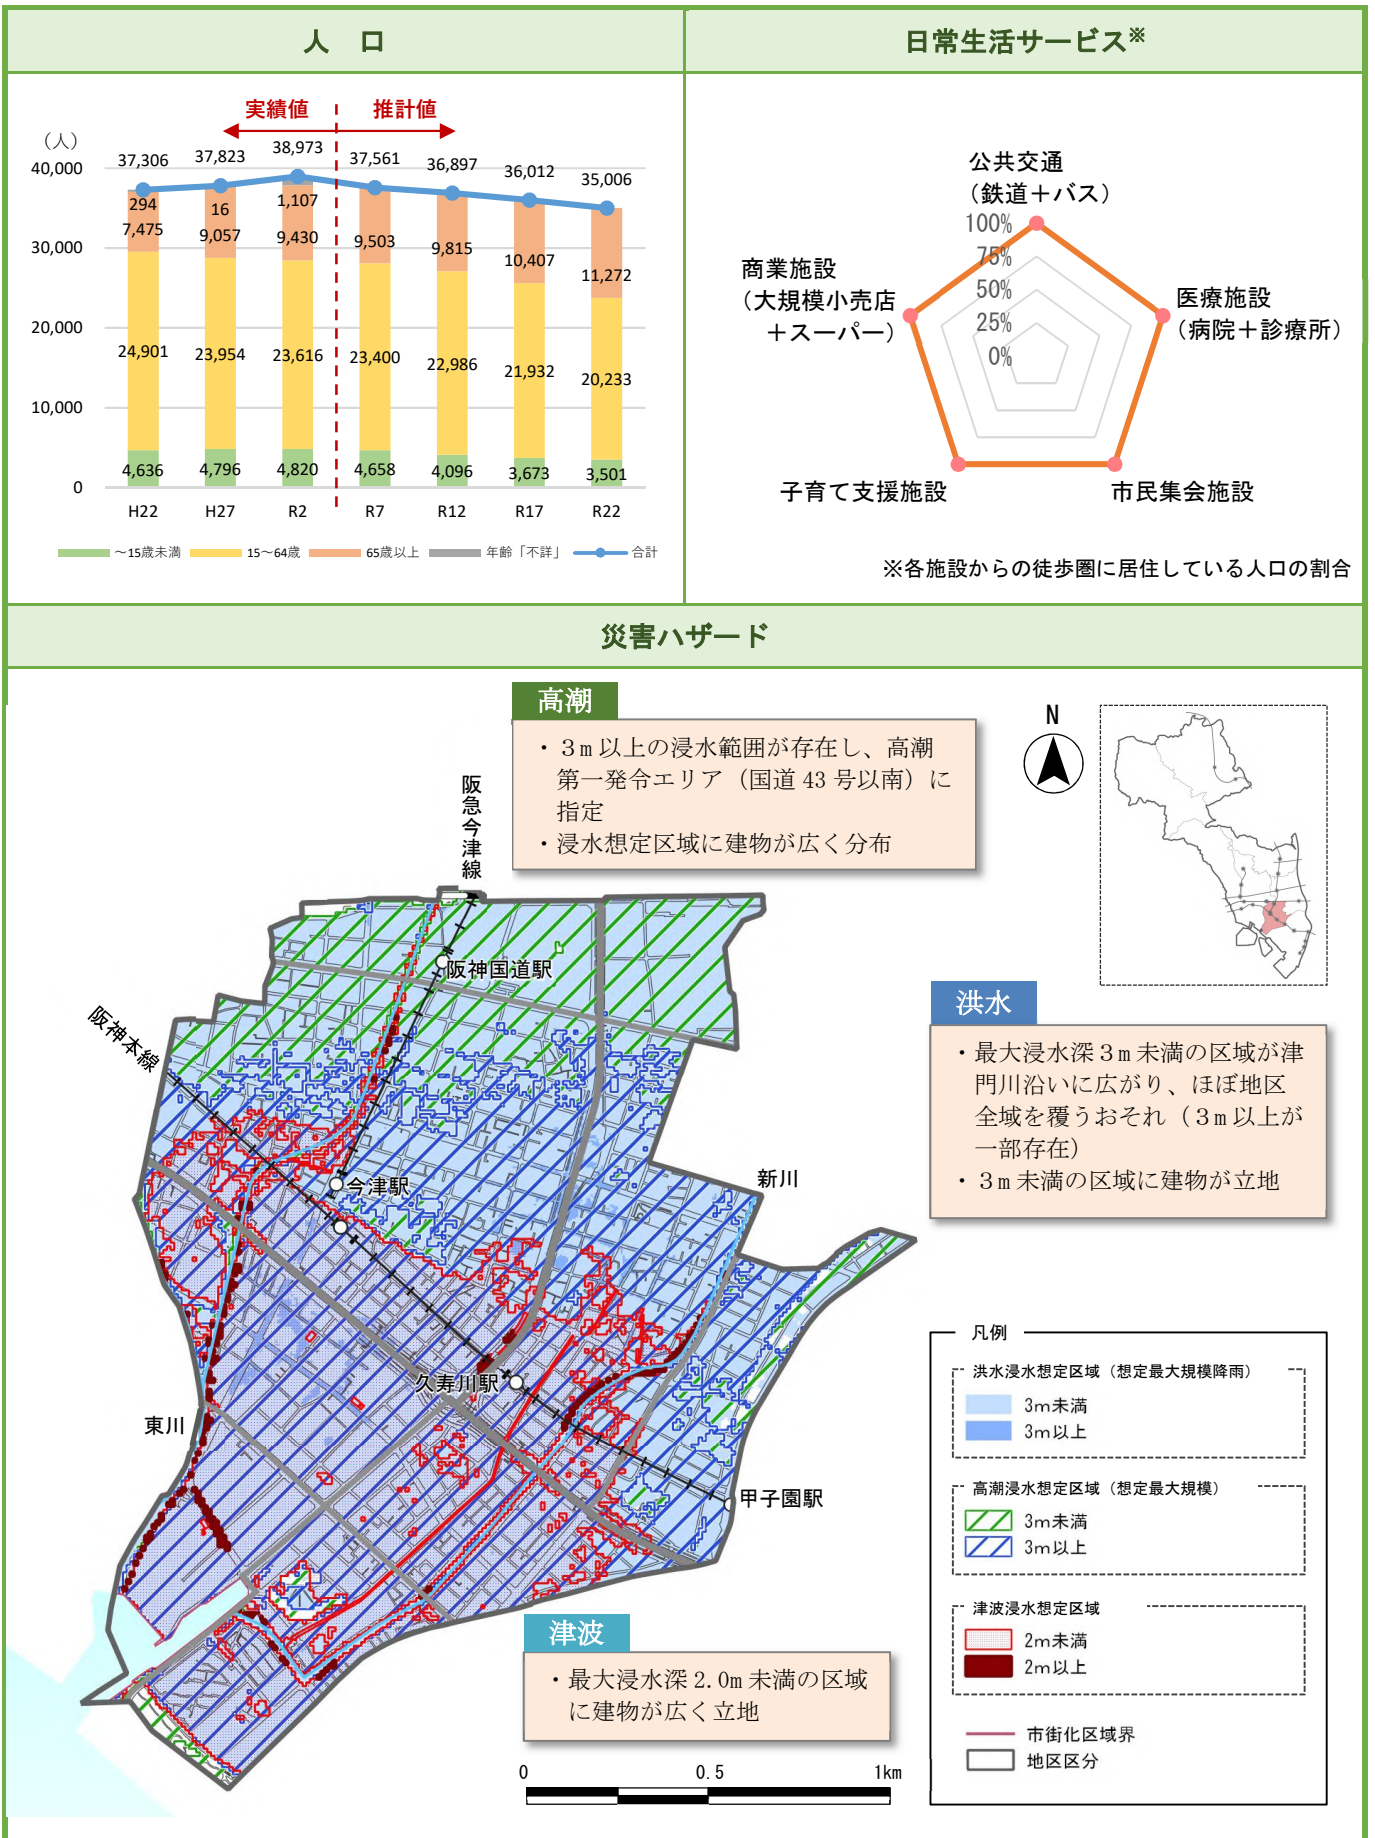 人　口
日常生活サービス※
実績値
推計値
（人）
40,000
30,000
20,000
10,000
0
37,306
37,823
38,973
37,561
36,897
36,012
35,006
294
16
1,107
7,475
9,057
9,430
9,503
9,815
10,407
11,272
24,901
23,954
23,616
23,400
22,986
21,932
20,233
4,636
4,796
4,820
4,658
4,096
3,673
3,501
H22
H27
R2
R7
R12
R17
R22
～15歳未満
15～64歳
65歳以上
年齢「不詳」
合計
公共交通
（鉄道＋バス）
100%
75%
50%
25%
0%
商業施設
（大規模小売店
＋スーパー）
医療施設
（病院＋診療所）
子育て支援施設
市民集会施設
※各施設からの徒歩圏に居住している人口の割合
災害ハザード
高潮
・３m 以上の浸水範囲が存在し、高潮
第一発令エリア（国道 43 号以南）に
指定
・浸水想定区域に建物が広く分布
N
阪急今津線
阪神国道駅
阪神本線
今津駅
久寿川駅
甲子園駅
新川
東川
洪水
・最大浸水深３m 未満の区域が津
門川沿いに広がり、ほぼ地区
全域を覆うおそれ（３m 以上が
一部存在）
・３m 未満の区域に建物が立地
津波
・最大浸水深 2.0m 未満の区域
に建物が広く立地
0
0.5
1km
凡例
洪水浸水想定区域（想定最大規模降雨）
3m未満
3m以上
高潮浸水想定区域（想定最大規模）
3m未満
3m以上
津波浸水想定区域
2m未満
2m以上
市街化区域界
地区区分